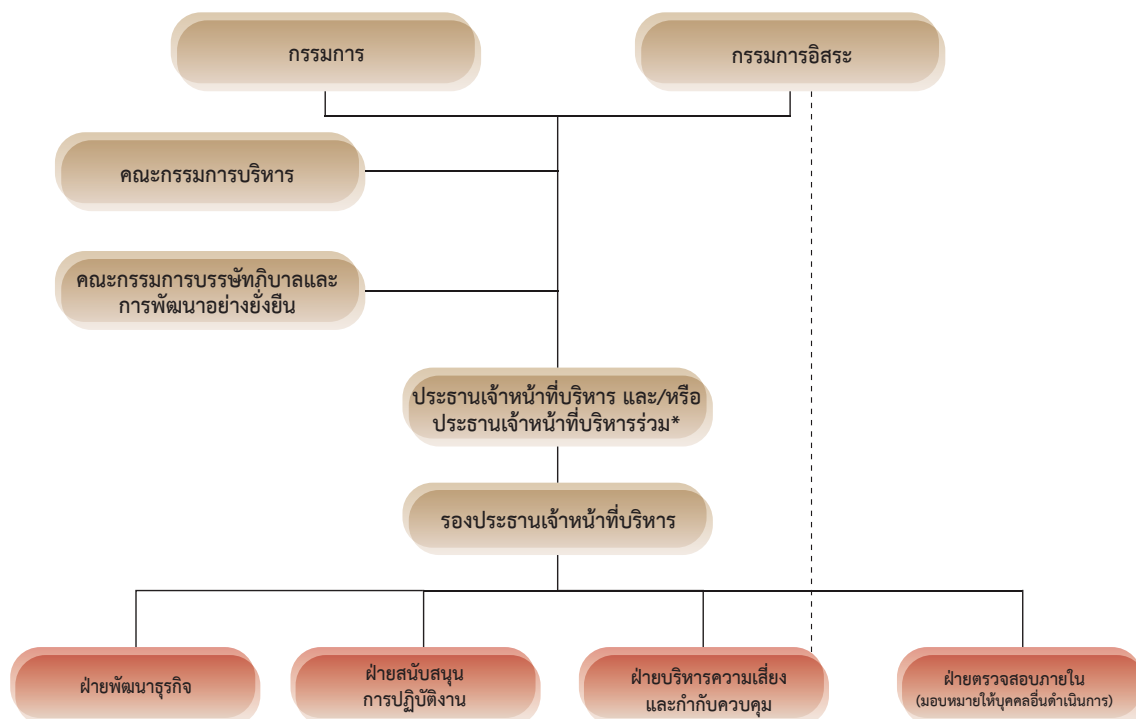 กรรมการ
กรรมการอิสระ
คณะกรรมการบริหาร
คณะกรรมการบรรษัทภิบาลและ
การพัฒนาอย่างยั่งยืน
ประธานเจ้าหน้าที่บริหาร และ/หรือ
ประธานเจ้าหน้าที่บริหารร่วม*
รองประธานเจ้าหน้าที่บริหาร
ฝ่ายพัฒนาธุรกิจ
ฝ่ายสนับสนุน
การปฏิบัติงาน
ฝ่ายบริหารความเสี่ยง
และกำกับควบคุม
ฝ่ายตรวจสอบภายใน
(มอบหมายให้บุคคลอื่นดำเนินการ)